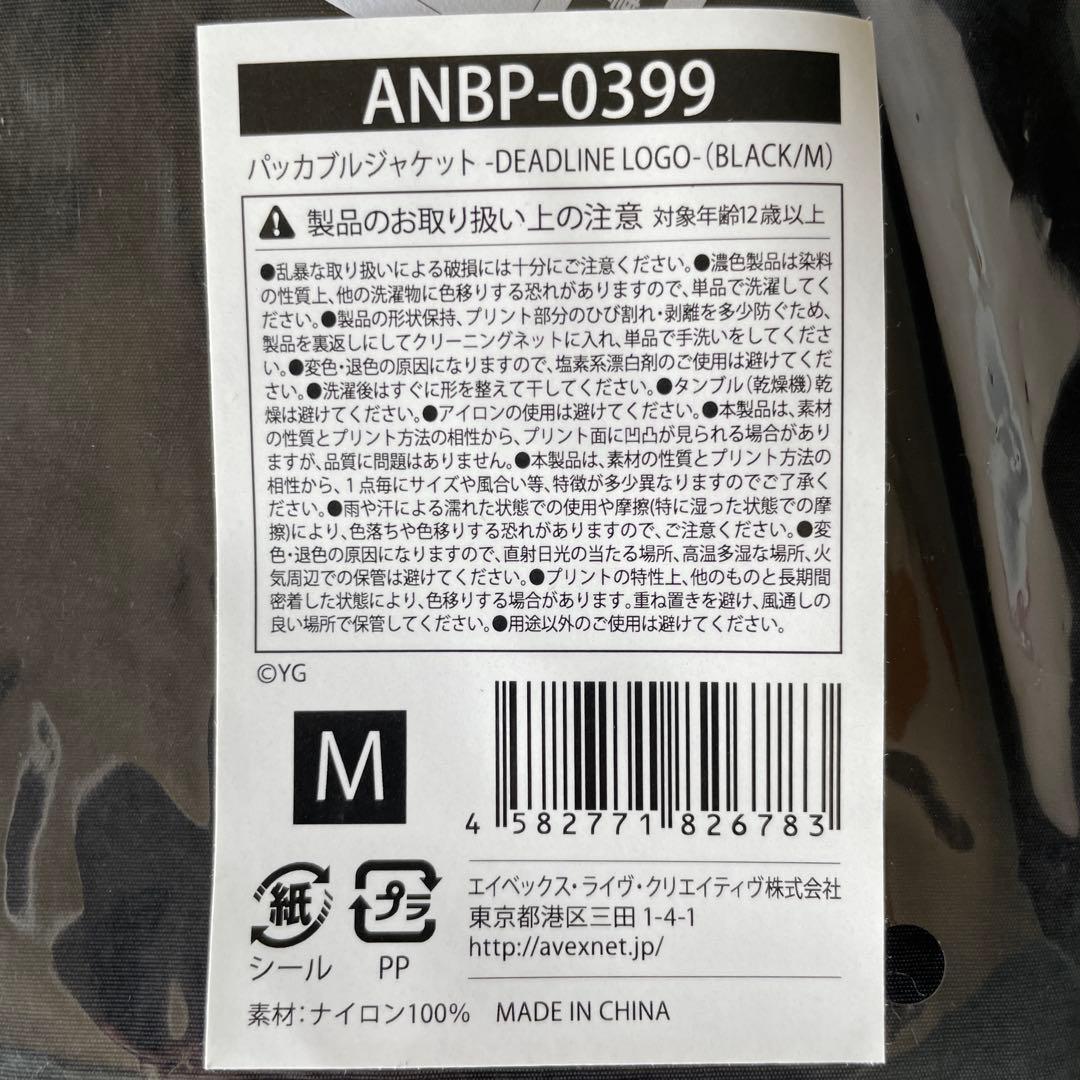 ANBP-0399
パッカブルジャケット -DEADLINE LOGO-（BLACK/M）
製品のお取り扱い上の注意 対象年齢12歳以上
●乱暴な取り扱いによる破損には十分にご注意ください。●濃色製品は染料
の性質上、他の洗濯物に色移りする恐れがありますので、単品で洗濯してく
ださい。●製品の形状保持、プリント部分のひび割れ・剥離を多少防ぐため、
製品を裏返しにしてクリーニングネットに入れ、単品で手洗いをしてくださ
い。●変色・退色の原因になりますので、塩素系漂白剤のご使用は避けてくだ
さい。●洗濯後はすぐに形を整えて干してください。●タンブル（乾燥機）乾
燥は避けてください。●アイロンの使用は避けてください。●本製品は、素材
の性質とプリント方法の相性から、プリント面に凹凸が見られる場合があり
ますが、品質に問題はありません。●本製品は、素材の性質とプリント方法の
相性から、1点毎にサイズや風合い等、特徴が多少異なりますのでご了承く
ださい。●雨や汗による濡れた状態での使用や摩擦(特に湿った状態での摩
擦)により、色落ちや色移りする恐れがありますので、ご注意ください。●変
色・退色の原因になりますので、直射日光の当たる場所、高温多湿な場所、火
気周辺での保管は避けてください。●プリントの特性上、他のものと長期間
密着した状態により、色移りする場合があります。重ね置きを避け、風通しの
良い場所で保管してください。●用途以外のご使用は避けてください。
©YG
M
4 582771 826783
紙
シール
プラ
PP
エイベックス・ライヴ・クリエイティヴ株式会社
東京都港区三田 1-4-1
http://avexnet.jp/
素材：ナイロン100% MADE IN CHINA